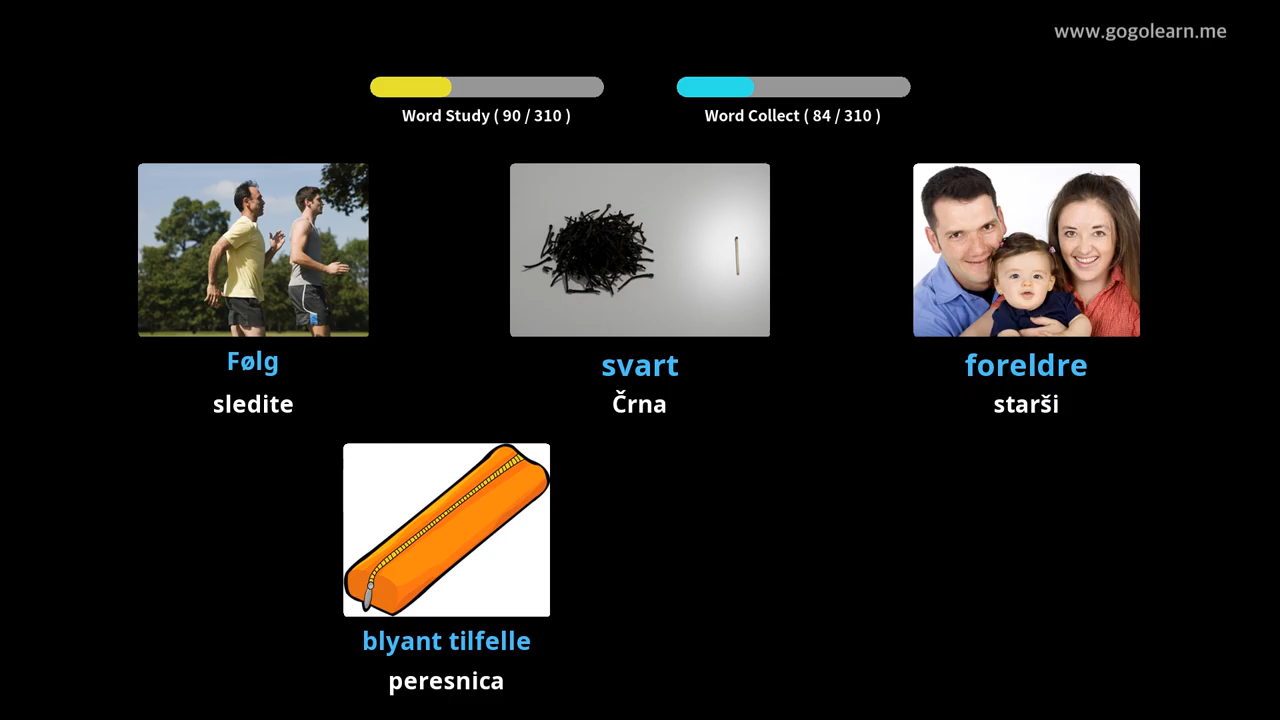 www.gogolearn.me
Word Study ( 90 / 310 )
Word Collect ( 84 / 310 )
Følg
sledite
svart
Črna
foreldre
starši
blyant tilfelle
peresnica